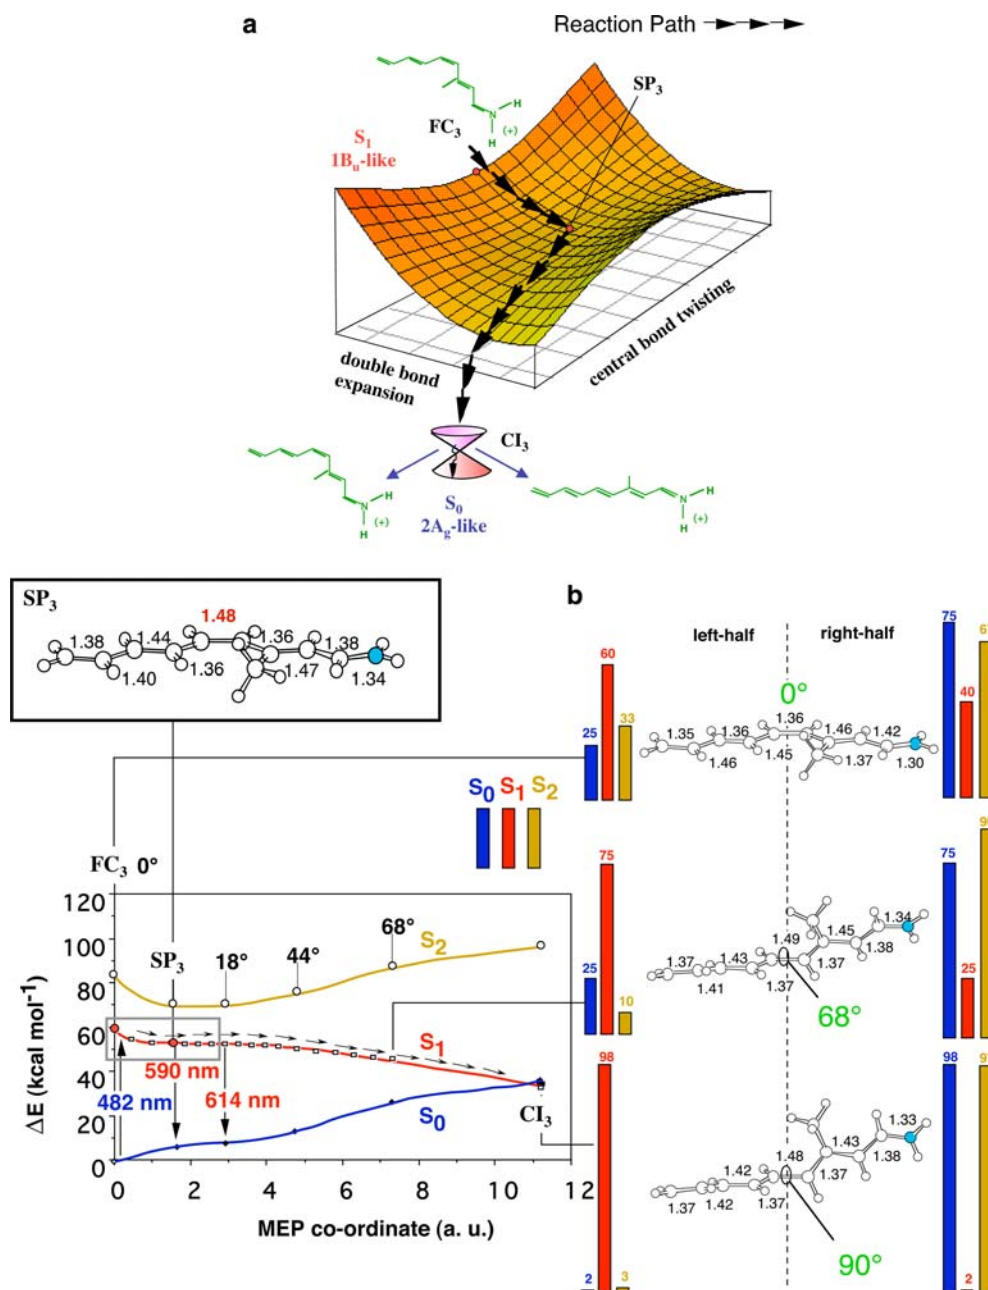 a
Reaction Path
SP3
FC3
H
N
(+)
H
S1
1Bu-like
central bond twisting
double bond
expansion
CI3
N
H
(+)
H
S0
2Ag-like
H
N
(+)
H
SP3
1.48
1.38
1.44
1.36
1.38
1.40
1.36
1.47
1.34
b
left-half
right-half
0°
25
60
33
75
40
1.35
1.36
1.36
1.46
1.42
1.46
1.45
1.37
1.30
S0 S1 S2
FC3 0°
120
100
80
60
40
20
0
ΔE (kcal mol-1)
SP3
18°
44°
68°
S2
S1
S0
590 nm
482 nm
614 nm
CI3
0
2
4
6
8
10
12
MEP co-ordinate (a. u.)
25
75
10
75
25
1.37
1.43
1.49
1.45
1.34
1.41
1.37
1.37
1.38
68°
98
2
3
98
2
1.42
1.48
1.43
1.33
1.37
1.42
1.37
1.37
1.38
90°